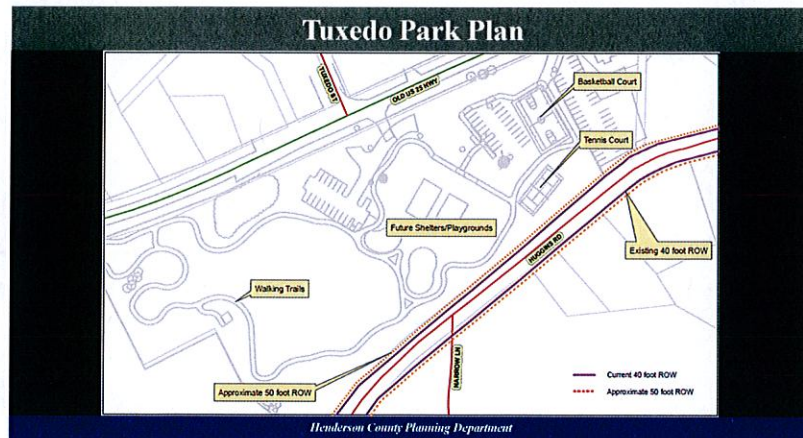 Tuxedo Park Plan
TUXEDO ST
OLD US 25 HWY
Basketball Court
Tennis Court
Future Shelters/Playgrounds
HUGGINS RD
Existing 40 foot ROW
Walking Trails
NARROW LN
Approximate 50 foot ROW
Current 40 foot ROW
Approximate 50 foot ROW
Henderson County Planning Department